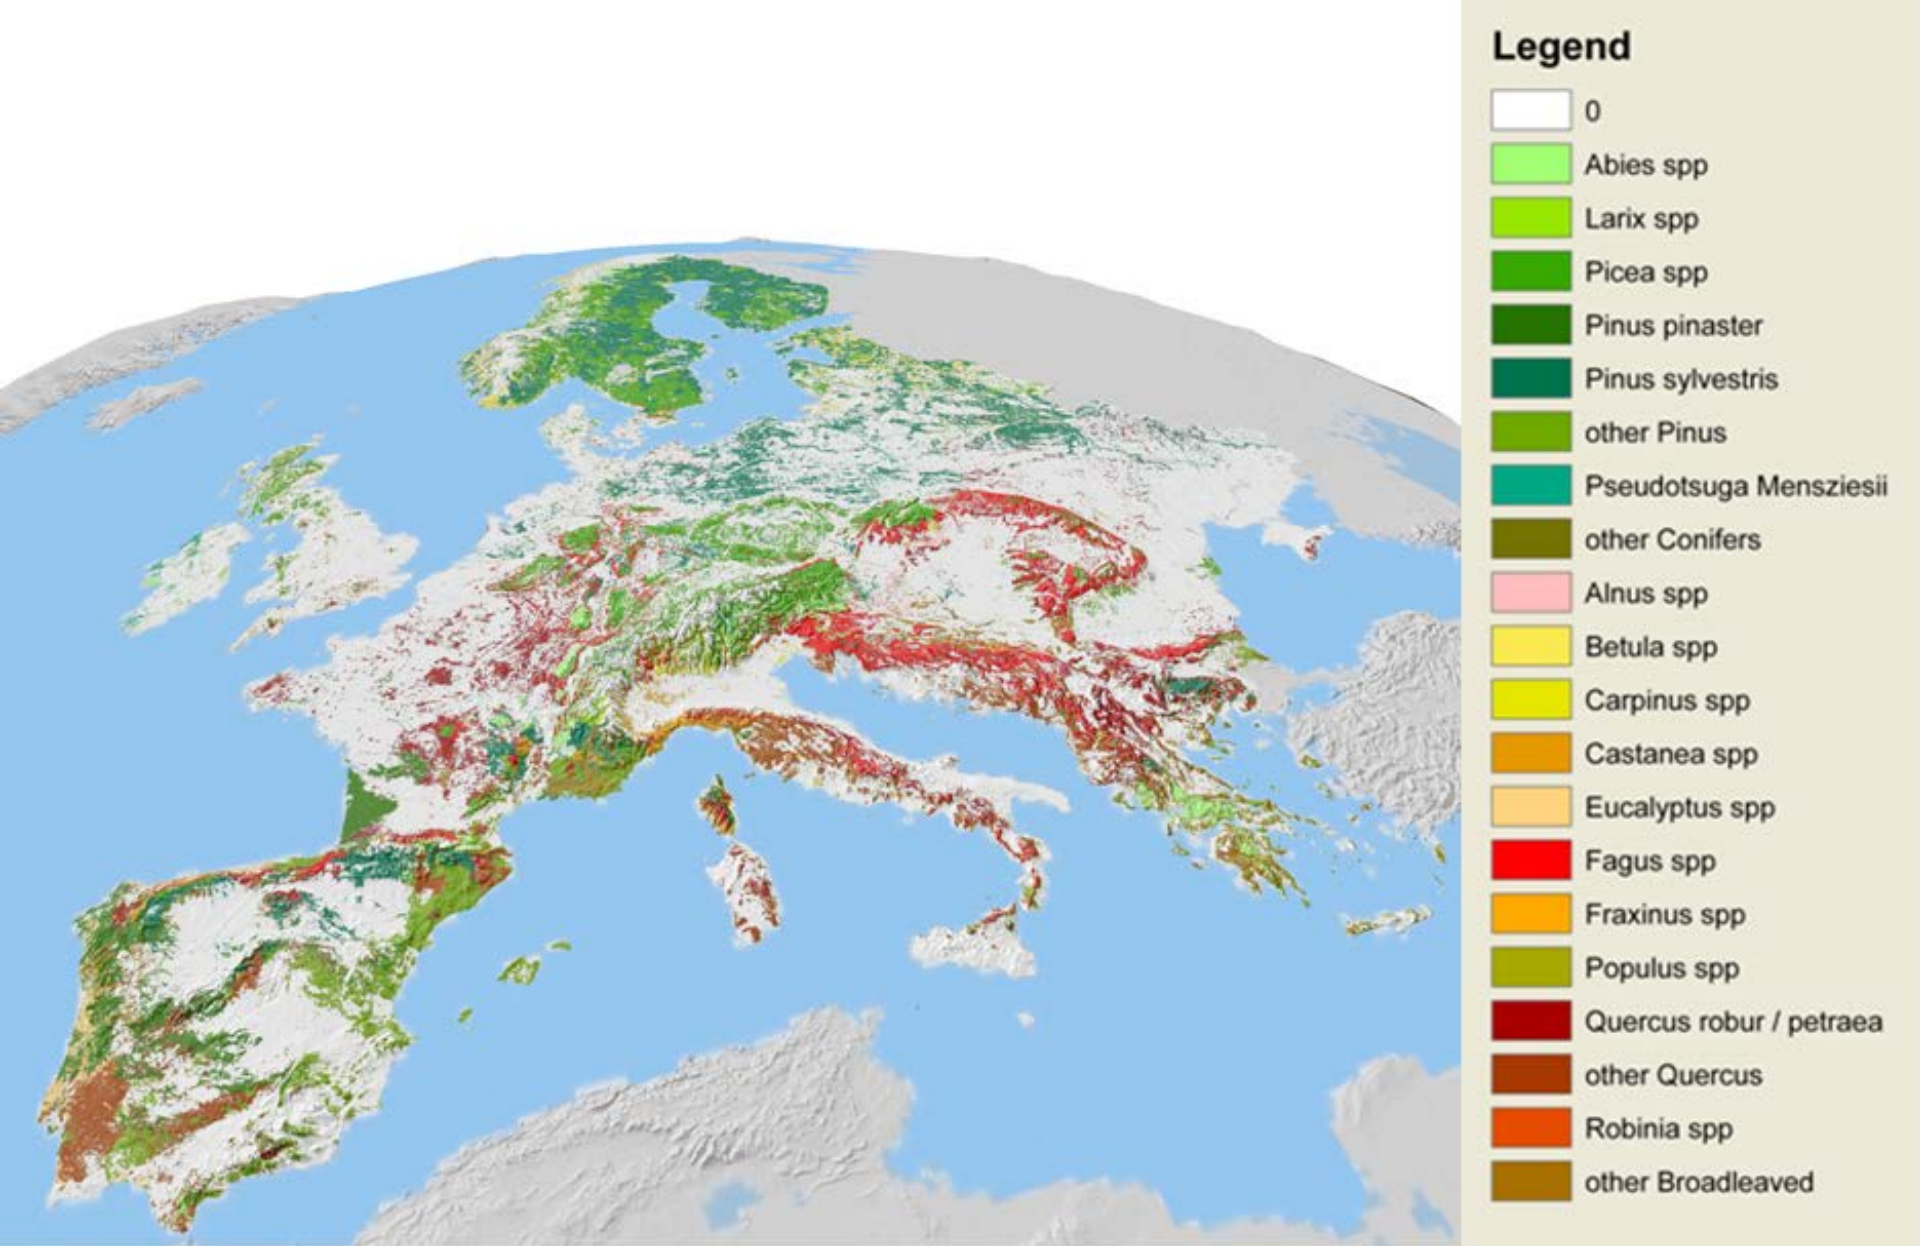 Legend
0
Abies spp
Larix spp
Picea spp
Pinus pinaster
Pinus sylvestris
other Pinus
Pseudotsuga Mensziesii
other Conifers
Alnus spp
Betula spp
Carpinus spp
Castanea spp
Eucalyptus spp
Fagus spp
Fraxinus spp
Populus spp
Quercus robur / petraea
other Quercus
Robinia spp
other Broadleaved